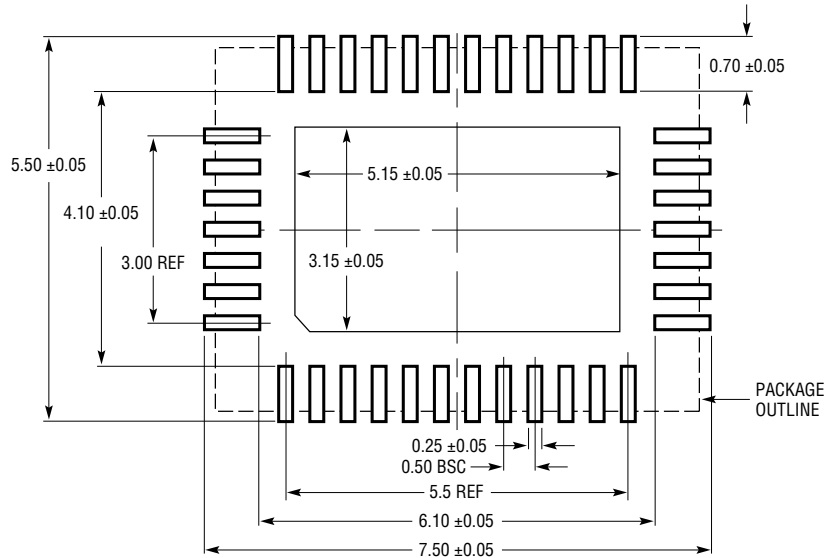 0.70 ±0.05
5.50 ±0.05
5.15 ±0.05
4.10 ±0.05
3.00 REF
3.15 ±0.05
PACKAGE
OUTLINE
0.25 ±0.05
0.50 BSC
5.5 REF
6.10 ±0.05
7.50 ±0.05